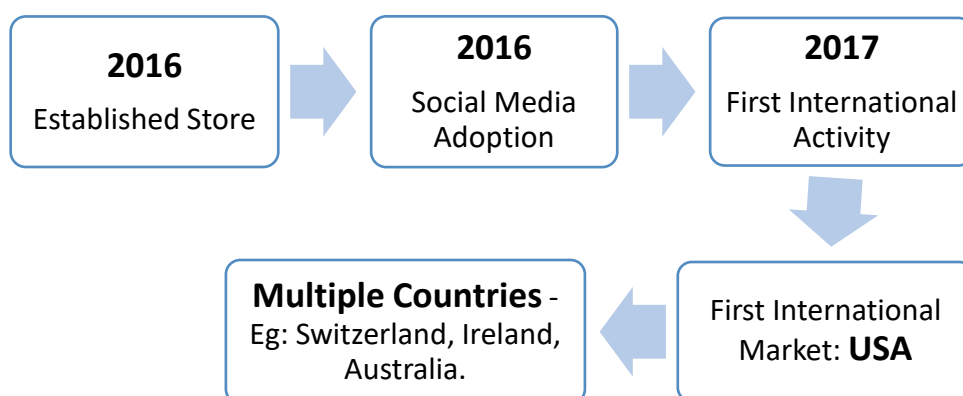 2016
Established Store
2016
Social Media
Adoption
2017
First International
Activity
First International
Market: USA
Multiple Countries -
Eg: Switzerland, Ireland,
Australia.